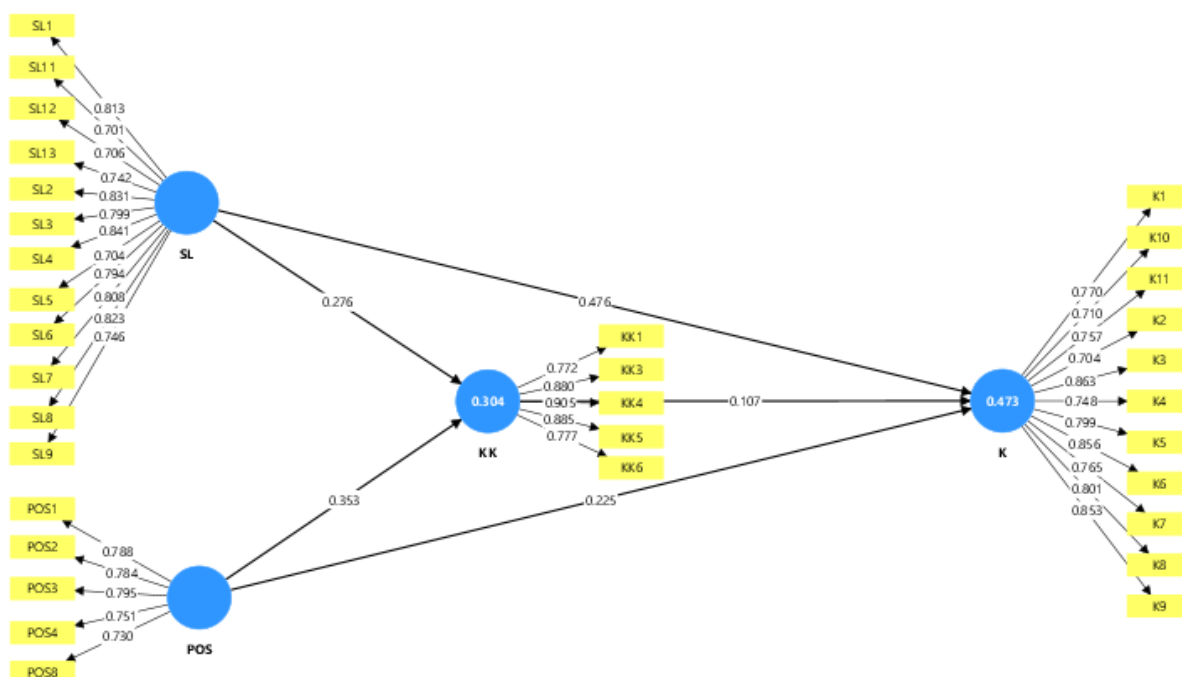 SL1
SL11
SL12
SL13
SL2
SL3
SL4
SL5
SL6
SL7
SL8
SL9
0.813
0.701
0.706
0.742
0.831
0.799
0.841
0.704
0.794
0.808
0.823
0.746
SL
POS1
POS2
POS3
POS4
POS8
0.788
0.784
0.795
0.751
0.730
POS
0.276
0.476
0.353
0.225
0.304
KK
0.772
0.880
0.905
0.885
0.777
KK1
KK3
KK4
KK5
KK6
0.107
0.473
K
0.770
0.710
0.757
0.704
0.863
0.748
0.799
0.856
0.765
0.801
0.853
K1
K10
K11
K2
K3
K4
K5
K6
K7
K8
K9